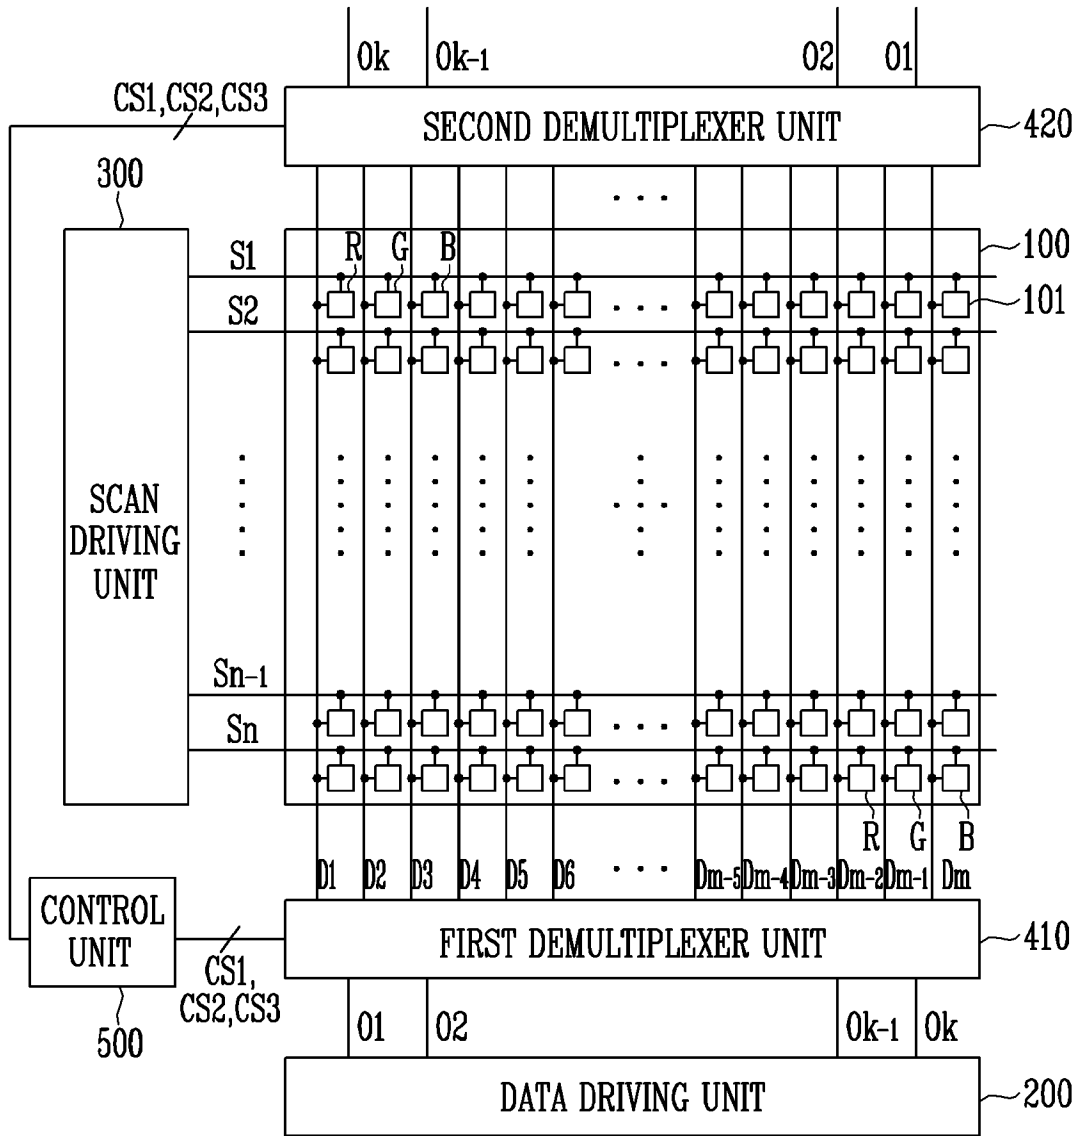 Ok Ok-1 O2 O1
CS1,CS2,CS3
SECOND DEMULTIPLEXER UNIT
420
300
100
R G B
S1
101
S2
SCAN
DRIVING
UNIT
Sn-1
Sn
R G B
D1 D2 D3 D4 D5 D6 Dm-5 Dm-4 Dm-3 Dm-2 Dm-1 Dm
CONTROL
UNIT
FIRST DEMULTIPLEXER UNIT
410
CS1,
CS2,CS3
500
O1 O2 Ok-1 Ok
DATA DRIVING UNIT
200